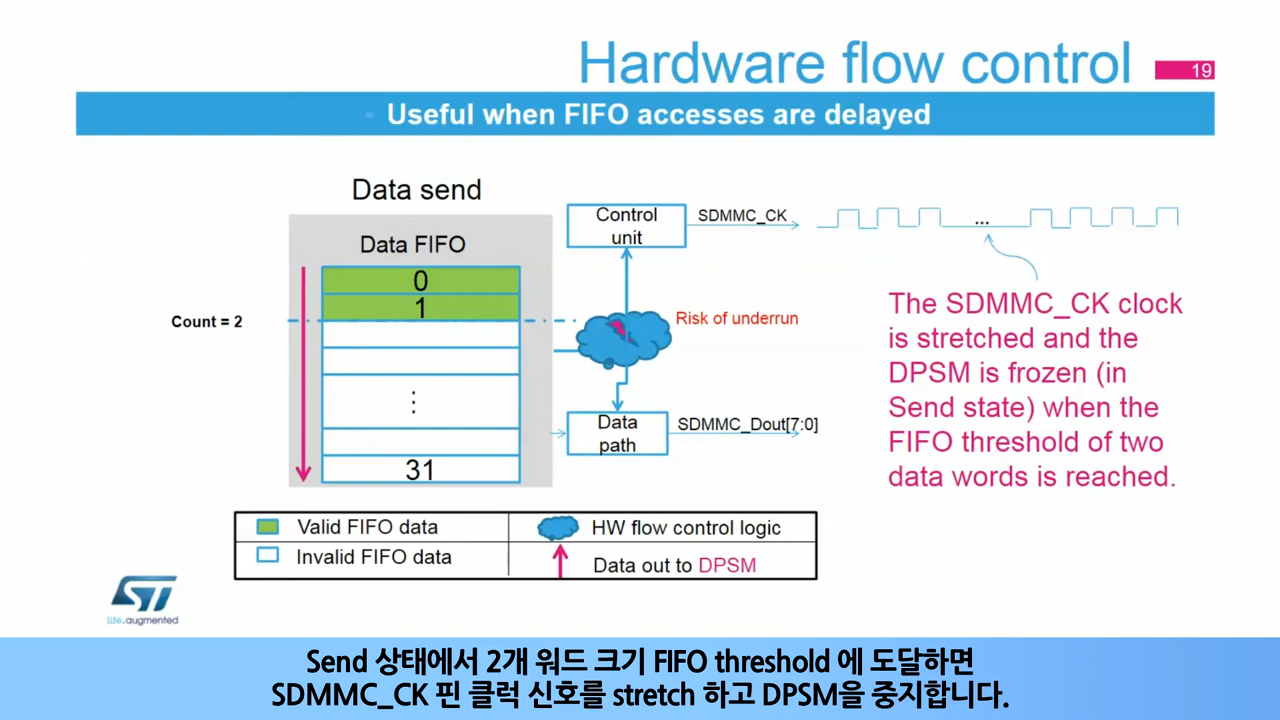 Hardware flow control
19
Useful when FIFO accesses are delayed
Data send
Data FIFO
0
1
Count = 2
⋮
31
Control
unit
SDMMC_CK
...
Risk of underrun
Data
path
SDMMC_Dout[7:0]
The SDMMC_CK clock
is stretched and the
DPSM is frozen (in
Send state) when the
FIFO threshold of two
data words is reached.
Valid FIFO data
HW flow control logic
Invalid FIFO data
Data out to DPSM
ST
life.augmented
Send 상태에서 2개 워드 크기 FIFO threshold 에 도달하면
SDMMC_CK 핀 클럭 신호를 stretch 하고 DPSM을 중지합니다.